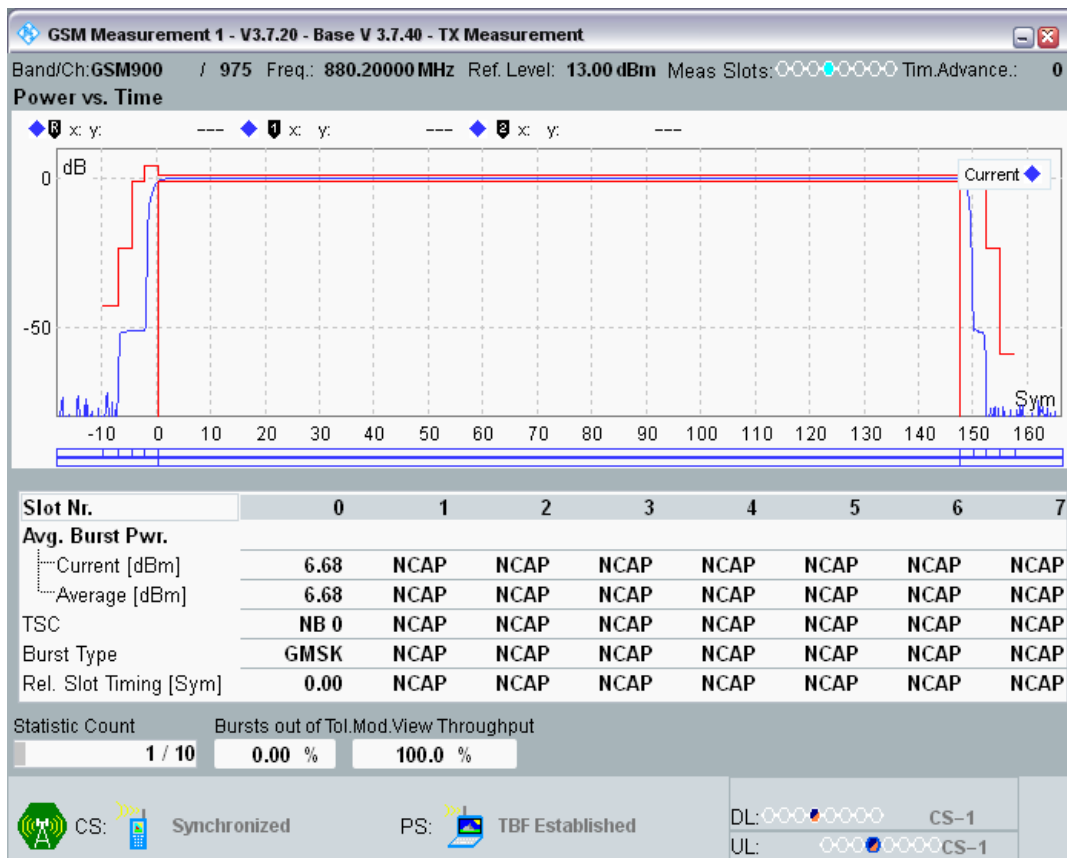 GSM Measurement 1 - V3.7.20 - Base V 3.7.40 - TX Measurement
Band/Ch:GSM900 / 975 Freq.: 880.20000 MHz Ref. Level: 13.00 dBm Meas Slots: Tim.Advance.: 0
Power vs. Time
R x: y: --- 1 x: y: --- 2 x: y: ---
dB
0
Current
-50
Sym
-10 0 10 20 30 40 50 60 70 80 90 100 110 120 130 140 150 160
Slot Nr. 0 1 2 3 4 5 6 7
Avg. Burst Pwr.
Current [dBm] 6.68 NCAP NCAP NCAP NCAP NCAP NCAP NCAP
Average [dBm] 6.68 NCAP NCAP NCAP NCAP NCAP NCAP NCAP
TSC NB 0 NCAP NCAP NCAP NCAP NCAP NCAP NCAP
Burst Type GMSK NCAP NCAP NCAP NCAP NCAP NCAP NCAP
Rel. Slot Timing [Sym] 0.00 NCAP NCAP NCAP NCAP NCAP NCAP NCAP
Statistic Count Bursts out of Tol. Mod.View Throughput
1 / 10 0.00 % 100.0 %
CS: Synchronized PS: TBF Established DL: CS-1
UL: CS-1